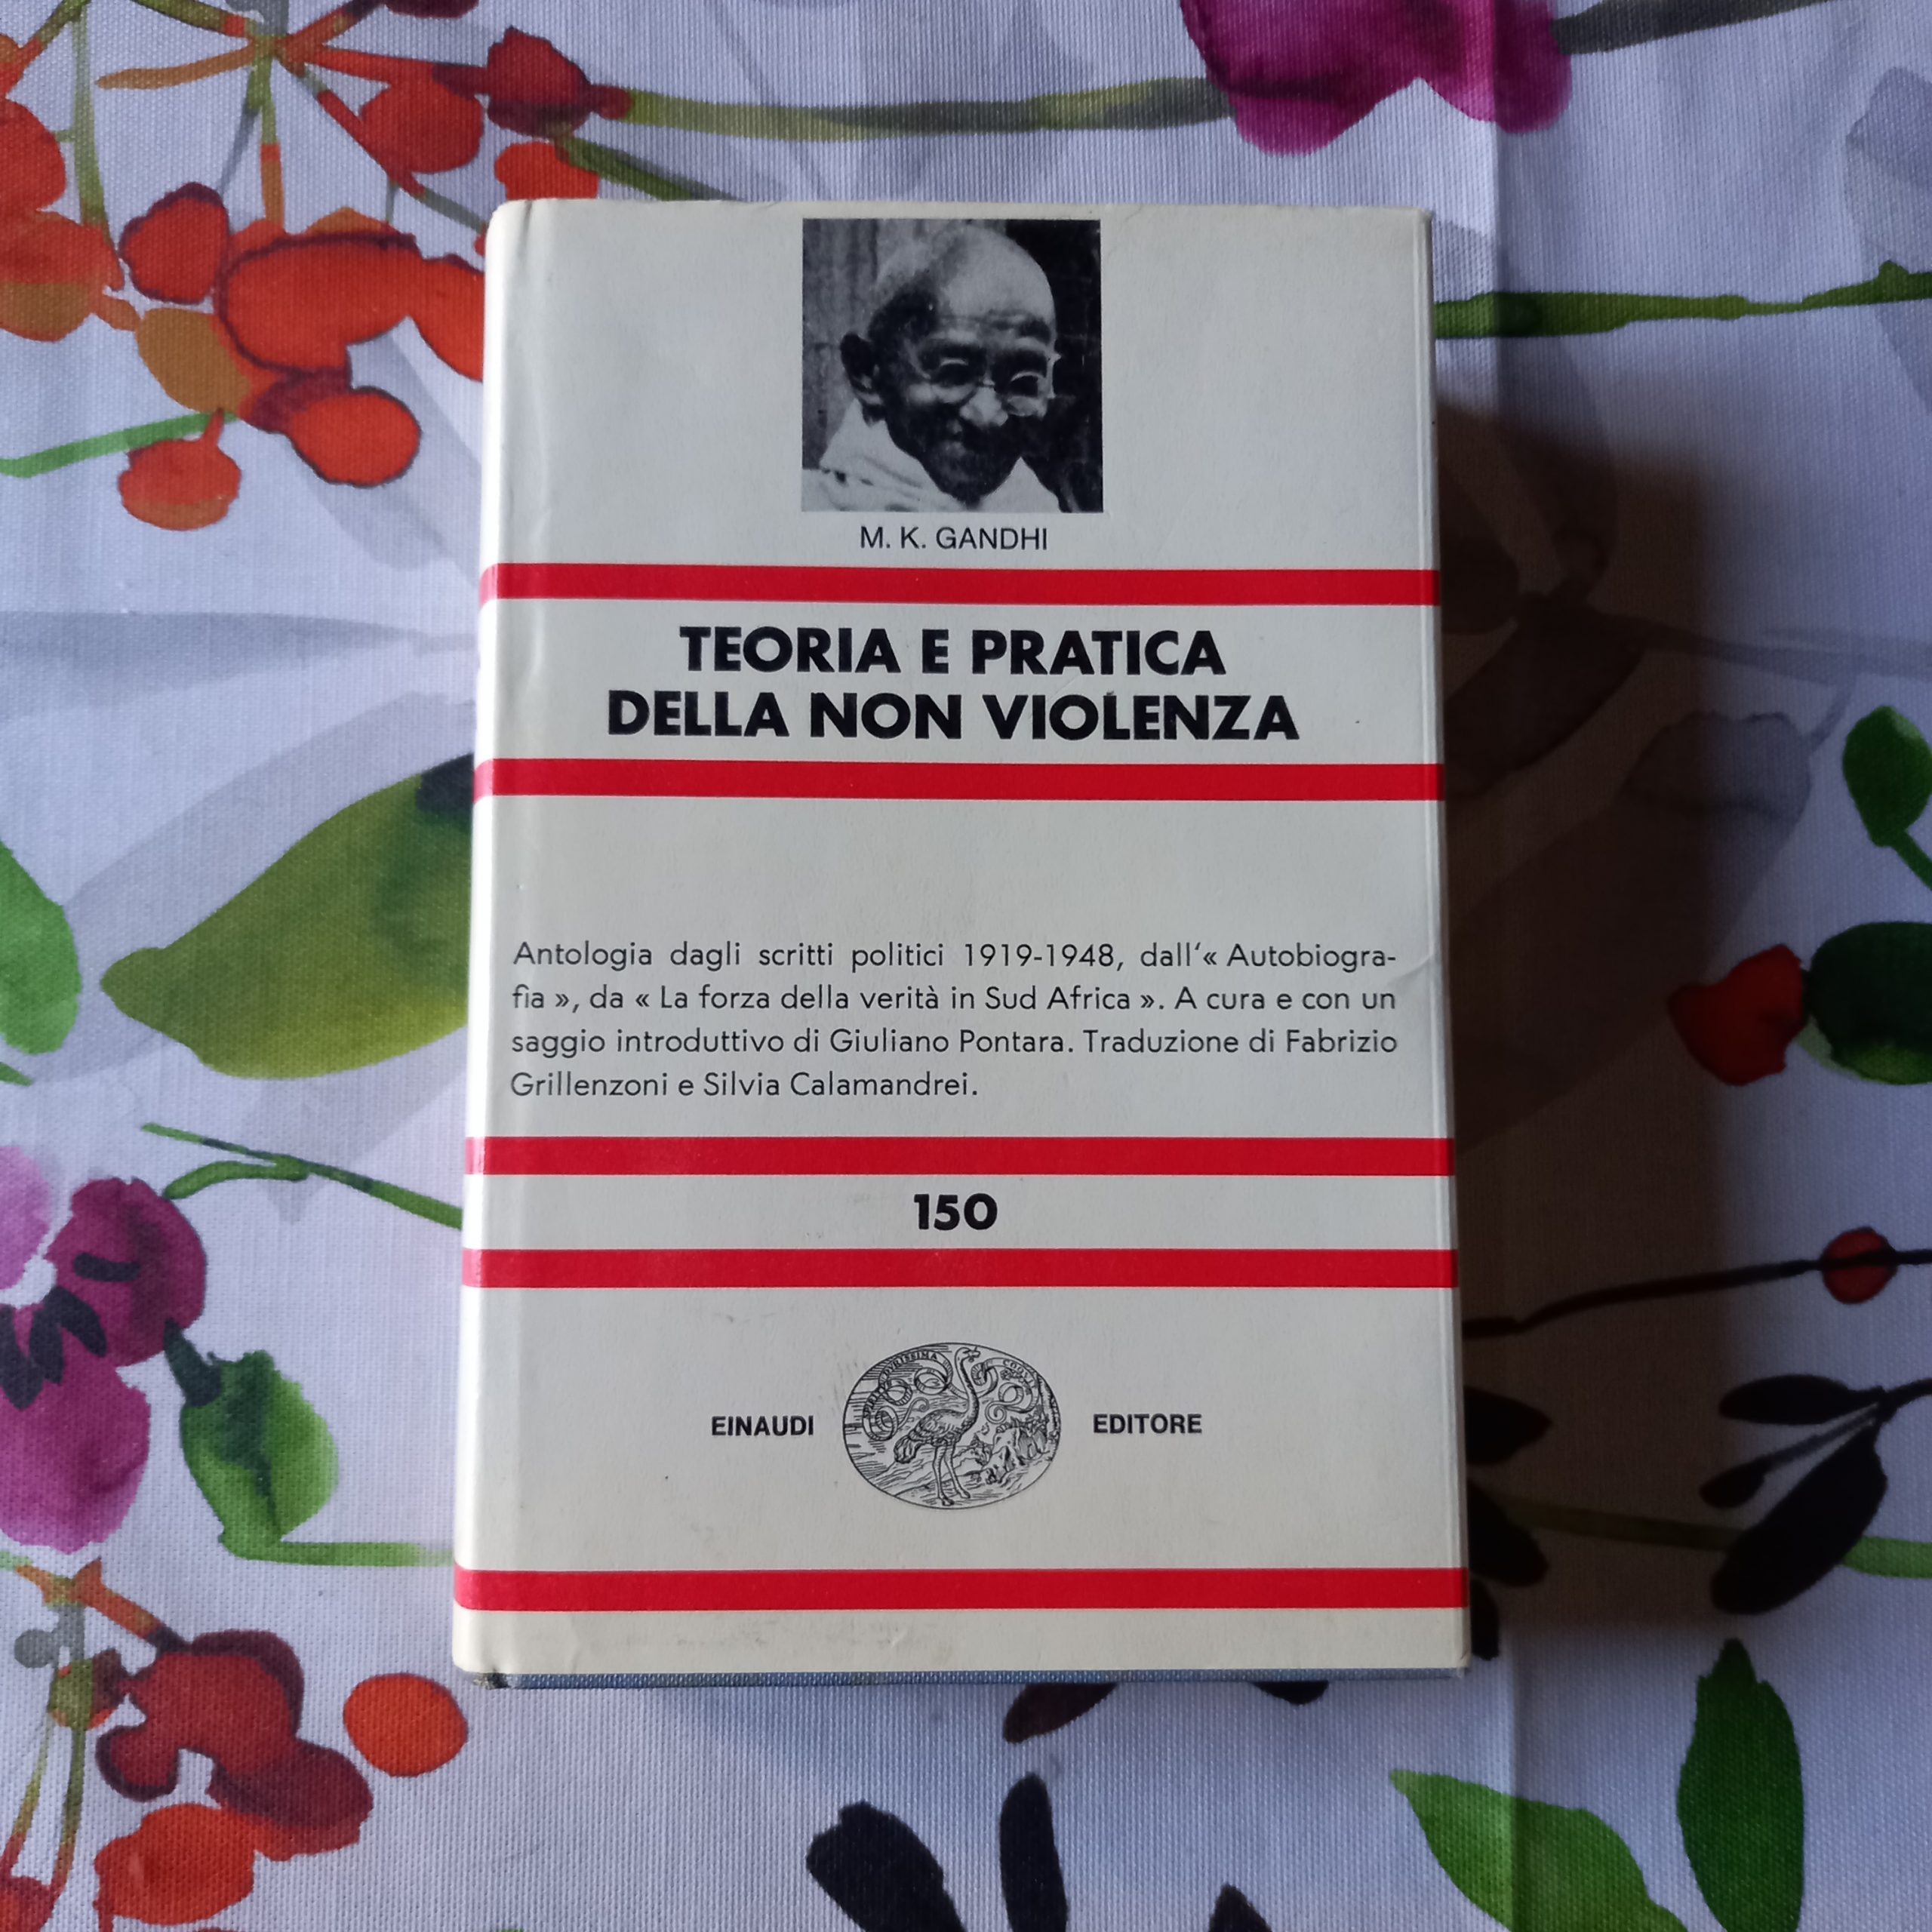 M. K. GANDHI
TEORIA E PRATICA
DELLA NON VIOLENZA
Antologia dagli scritti politici 1919-1948, dall'« Autobiogra-
fia », da « La forza della verità in Sud Africa ». A cura e con un
saggio introduttivo di Giuliano Pontara. Traduzione di Fabrizio
Grillenzoni e Silvia Calamandrei.
150
EINAUDI EDITORE